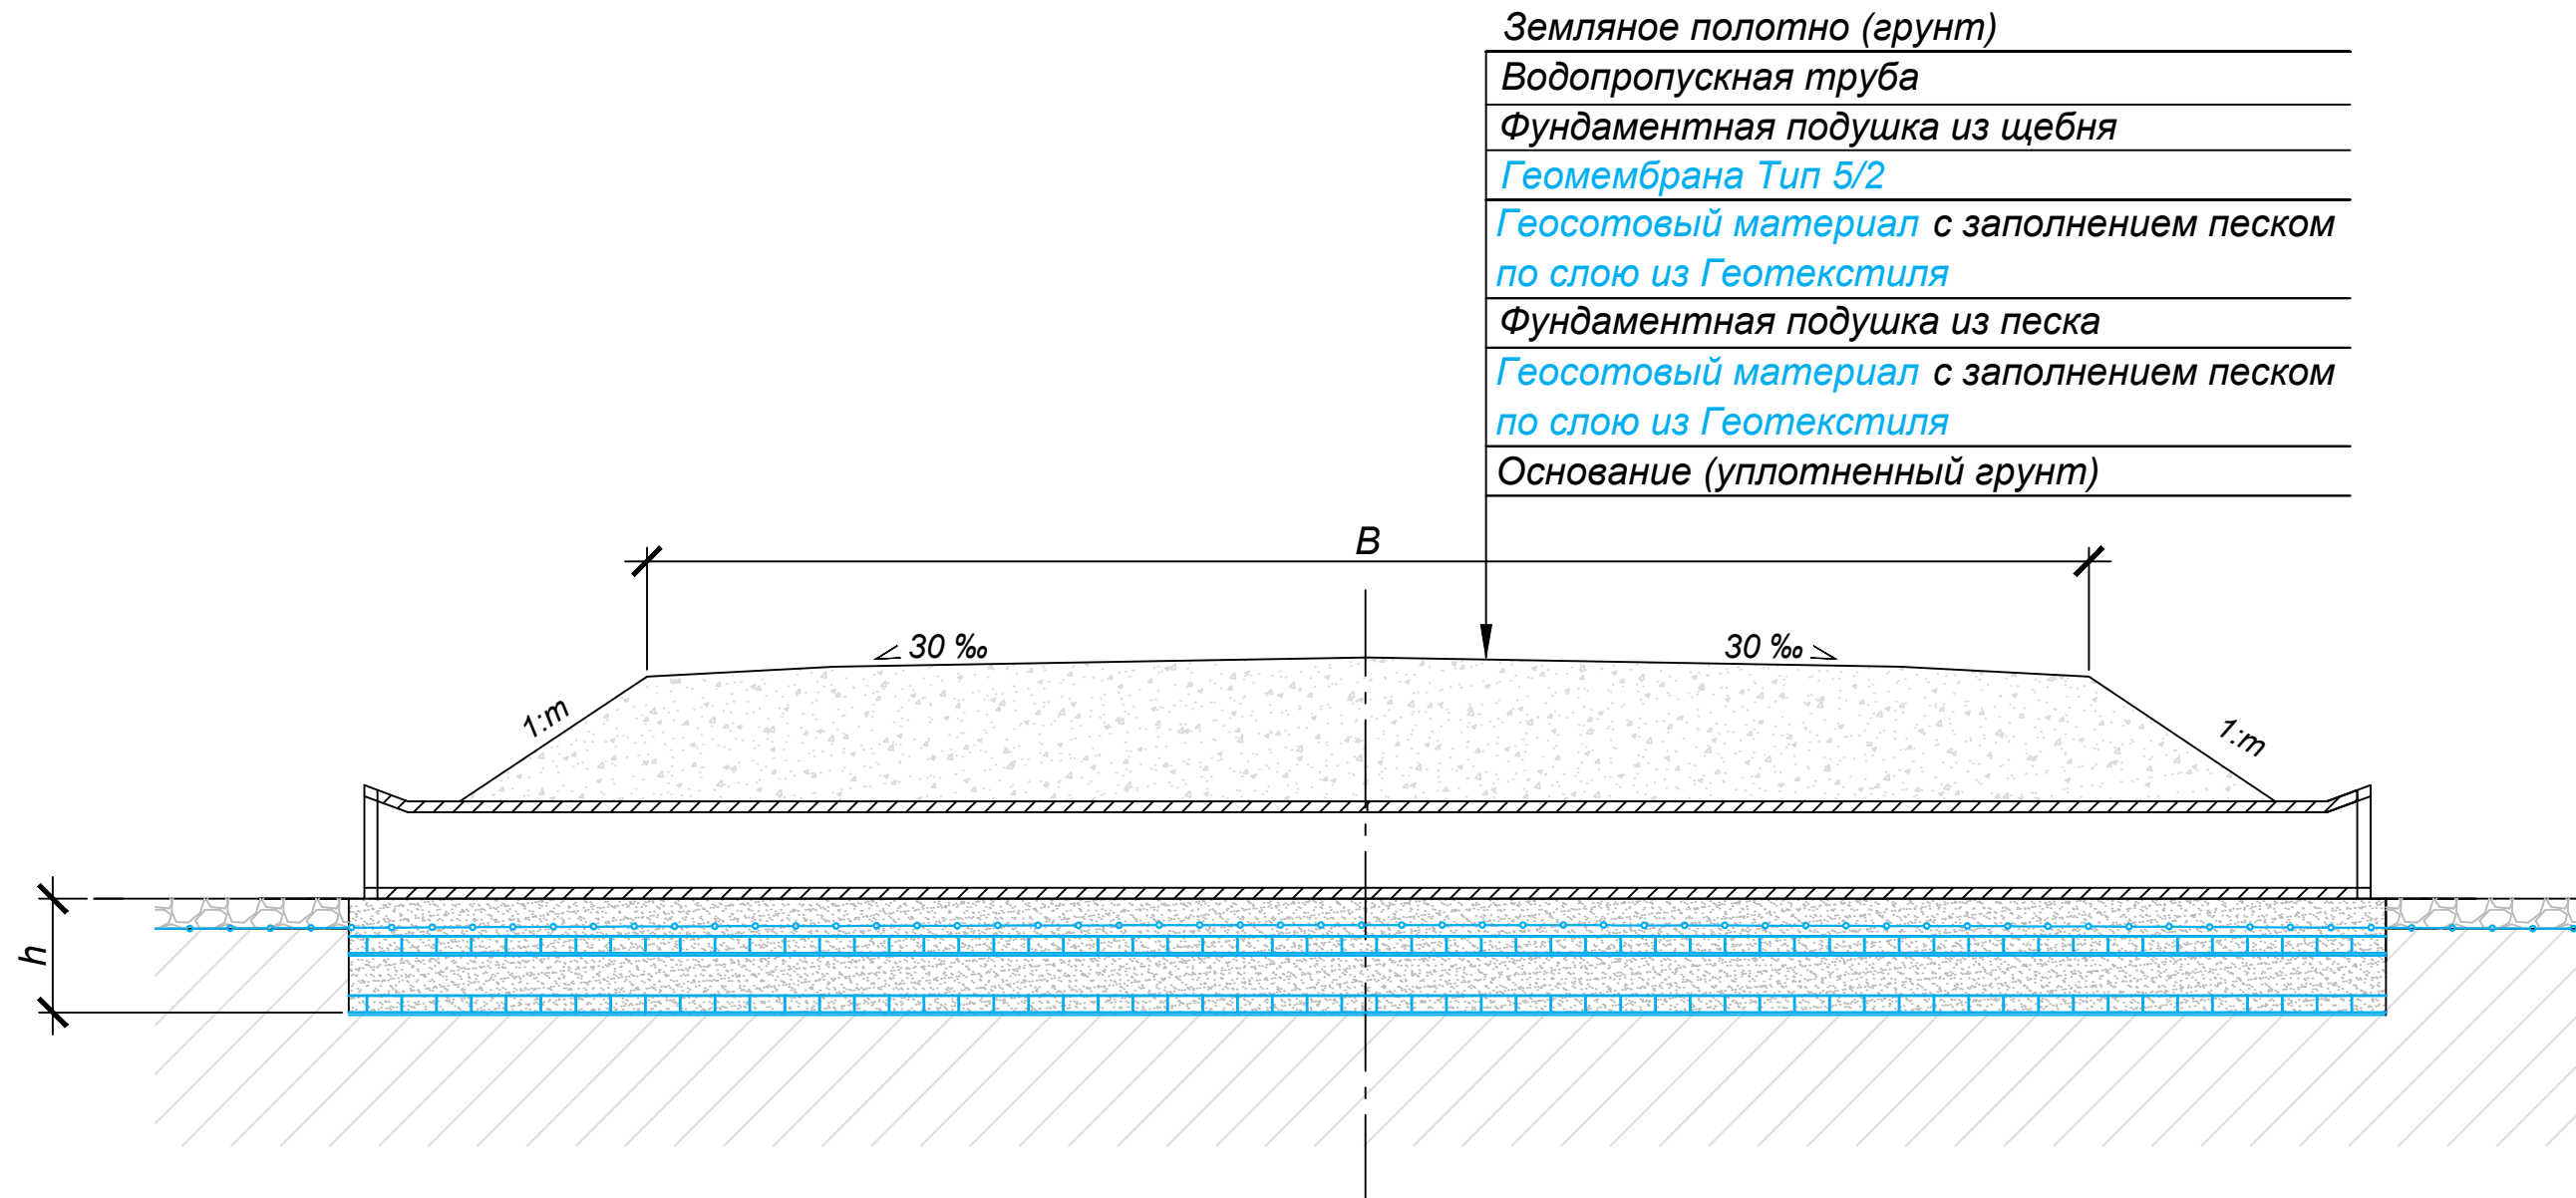 Земляное полотно (грунт)
Водопропускная труба
Фундаментная подушка из щебня
Геомембрана Тип 5/2
Геосотовый материал с заполнением песком
по слою из Геотекстиля
Фундаментная подушка из песка
Геосотовый материал с заполнением песком
по слою из Геотекстиля
Основание (уплотненный грунт)
В
30 ‰
30 ‰
1:m
1:m
h